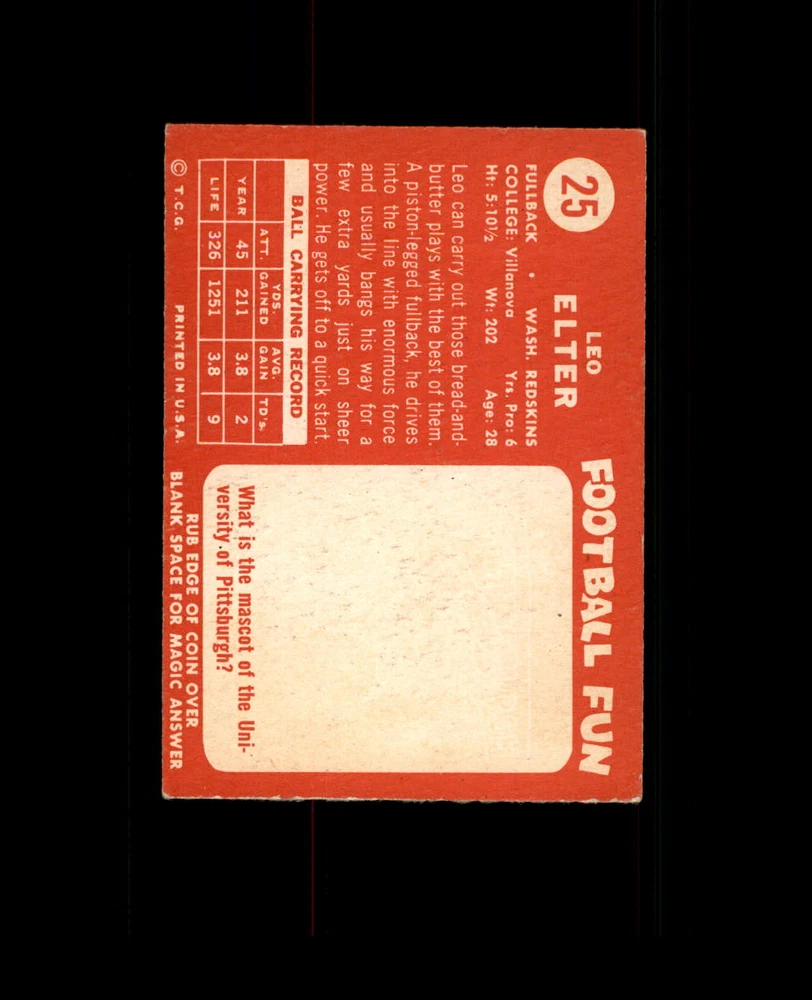 25
LEO
ELTER
FULLBACK • WASH. REDSKINS
COLLEGE: Villanova Yrs. Pro: 6
Ht: 5:10½ Wt: 202 Age: 28
Leo can carry out those bread-and-
butter plays with the best of them.
A piston-legged fullback, he drives
into the line with enormous force
and usually bangs his way for a
few extra yards just on sheer
power. He gets off to a quick start.
BALL CARRYING RECORD
ATT. YDS. GAINED AVG. GAIN TD's.
YEAR 45 211 3.8 2
LIFE 326 1251 3.8 9
© T.C.G. PRINTED IN U.S.A.
FOOTBALL FUN
What is the mascot of the Uni-
versity of Pittsburgh?
RUB EDGE OF COIN OVER
BLANK SPACE FOR MAGIC ANSWER